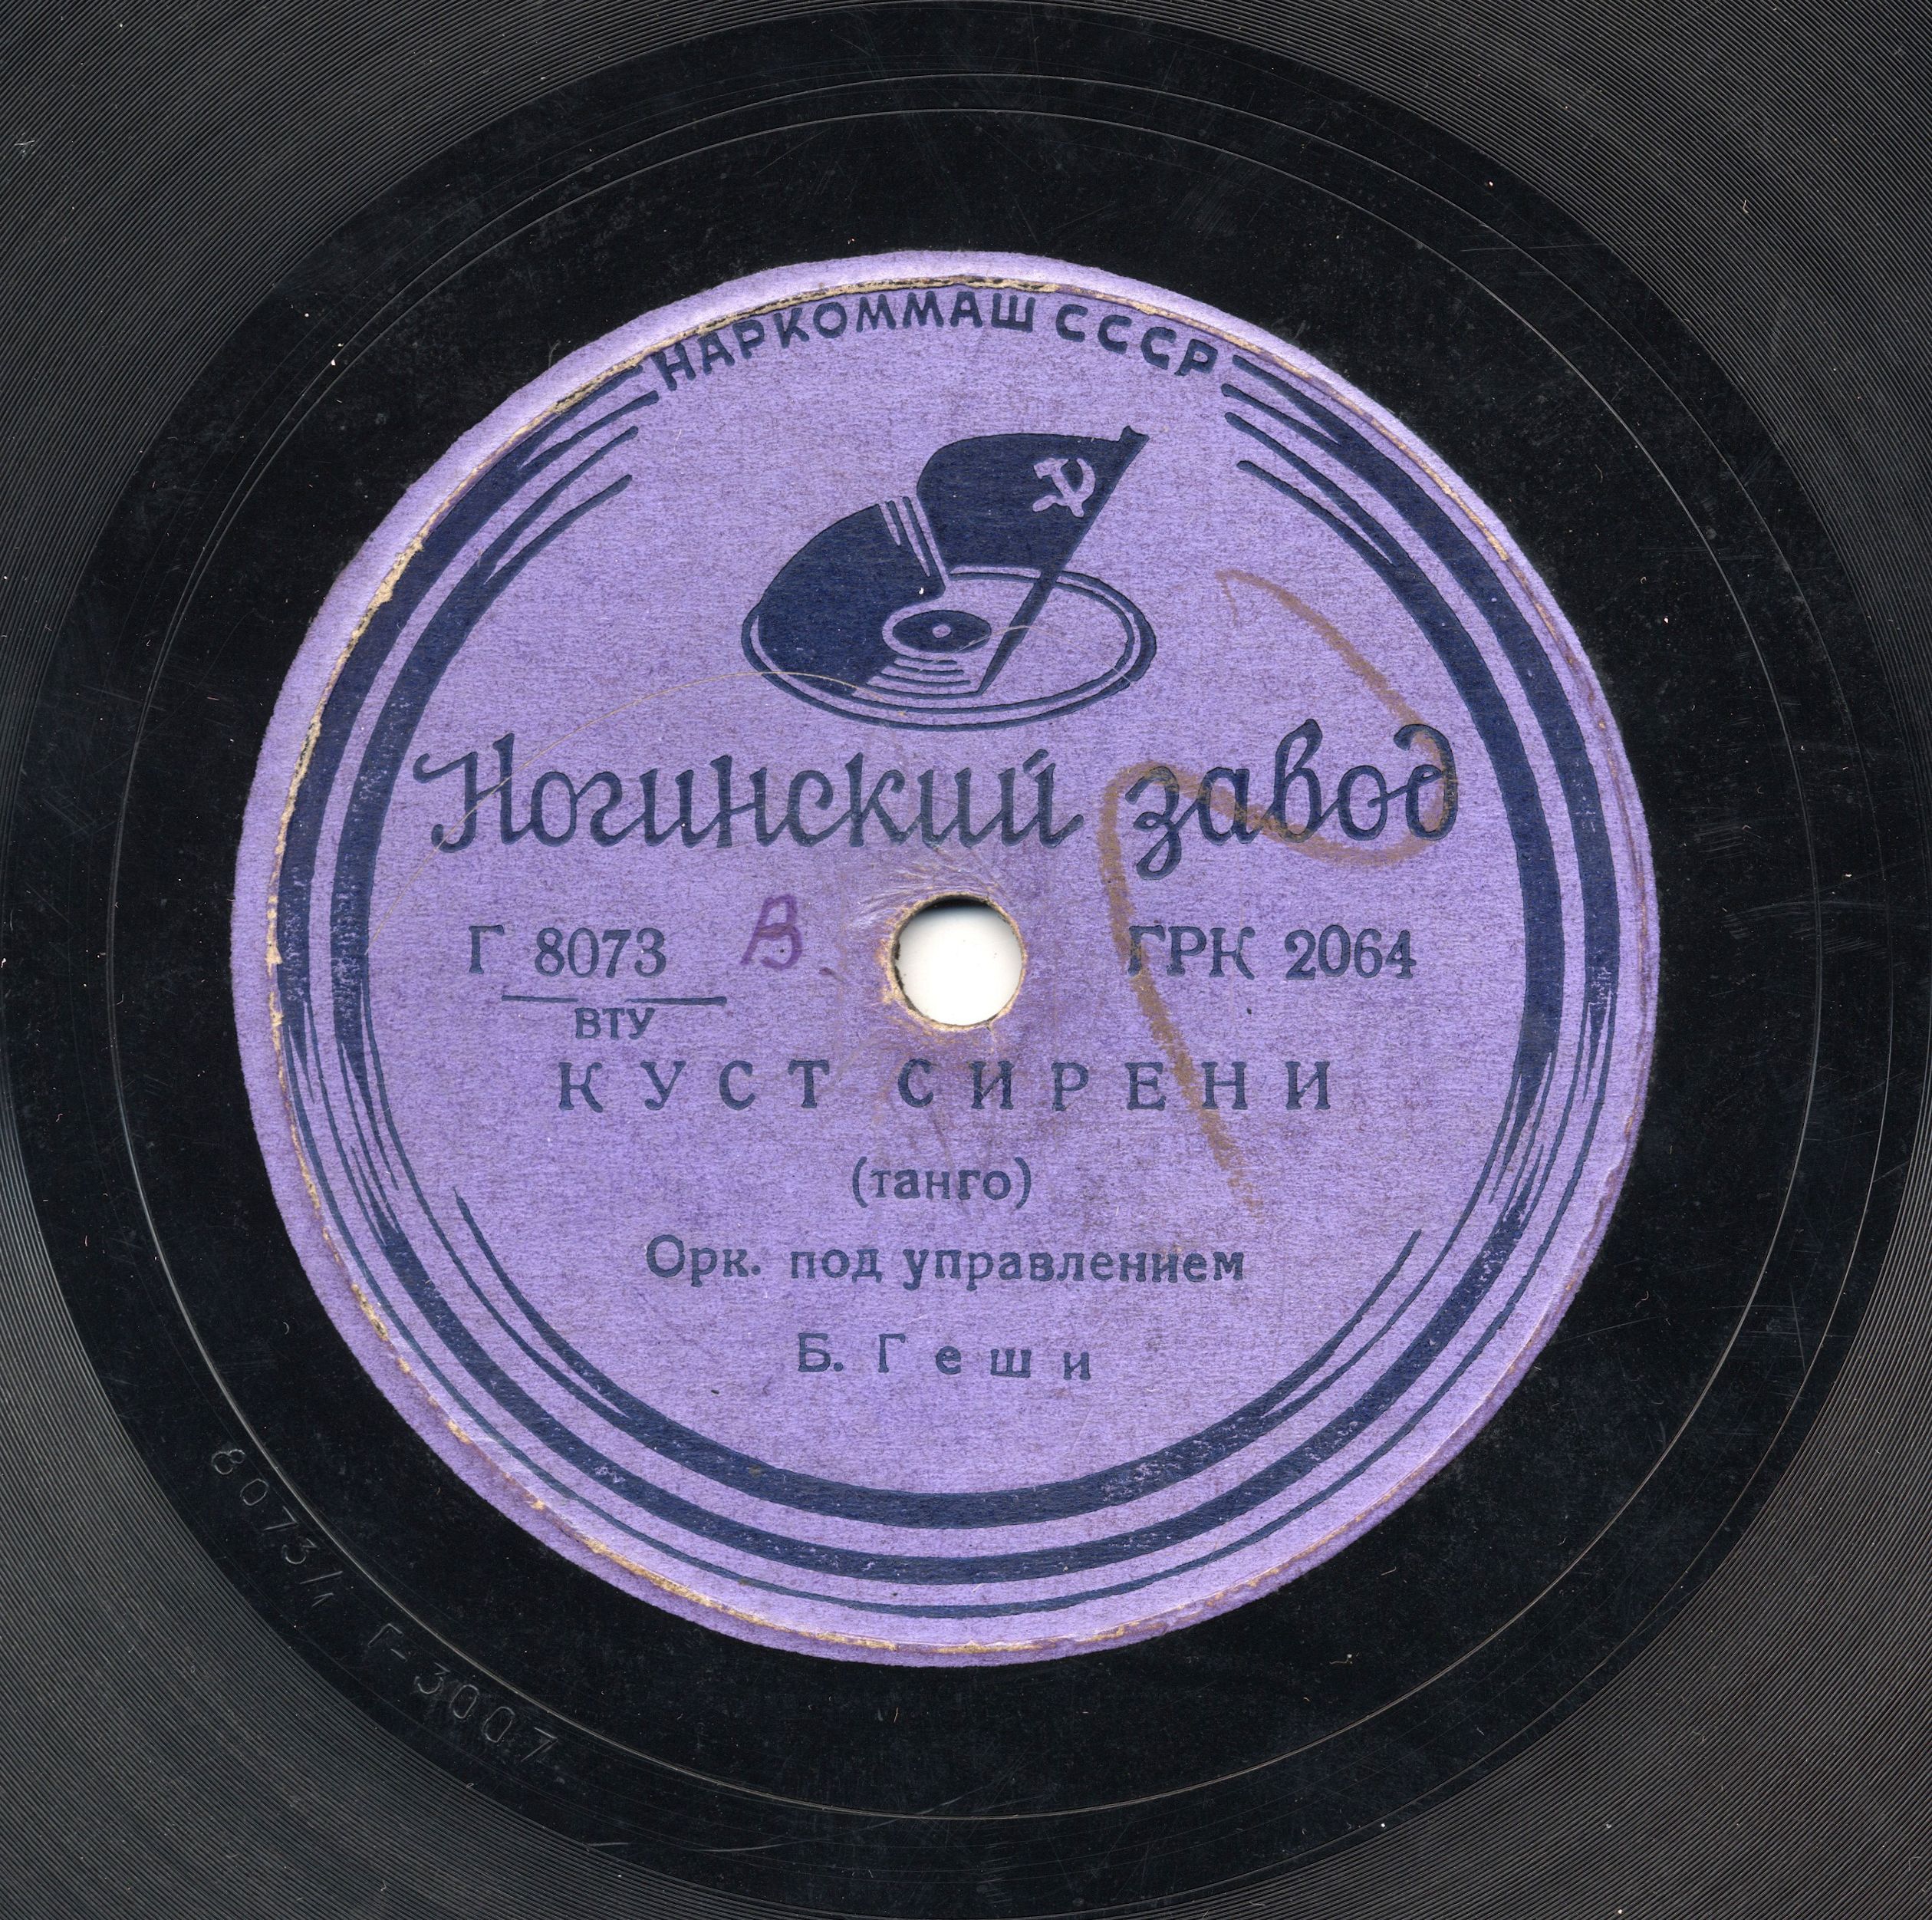 НАРКОММАШ СССР
Ногинский завод
Г 8073 В. ГРК 2064
ВТУ
КУСТ СИРЕНИ
(танго)
Орк. под управлением
Б. Геши
8073/1 Г-3007